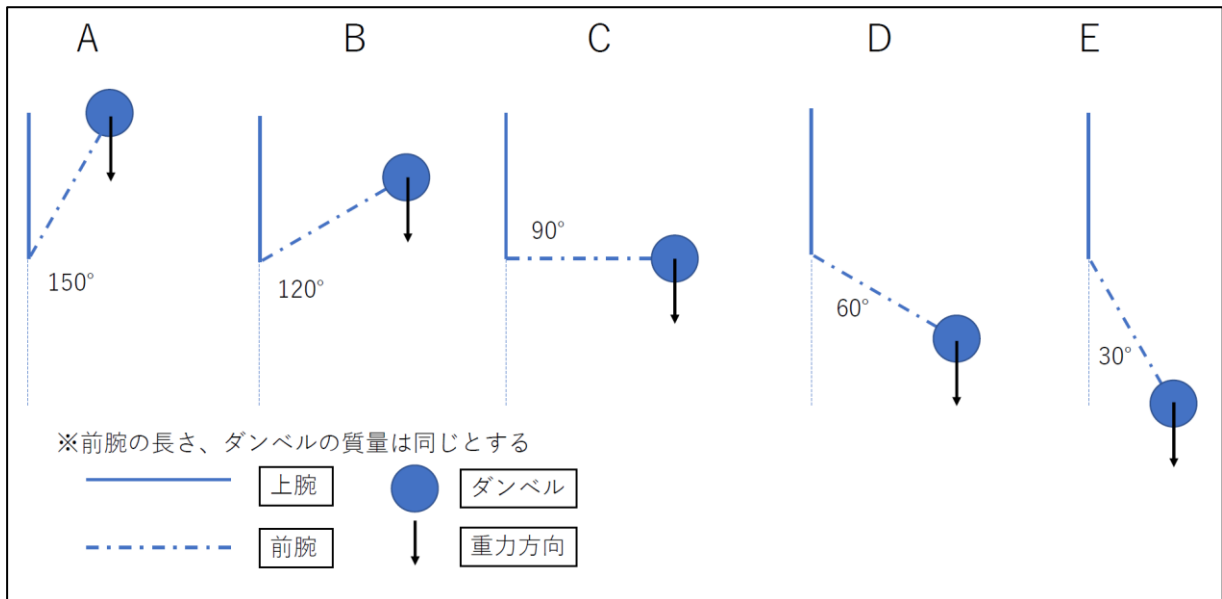 A
B
C
D
E
150°
120°
90°
60°
30°
※前腕の長さ、ダンベルの質量は同じとする
上腕
ダンベル
前腕
重力方向